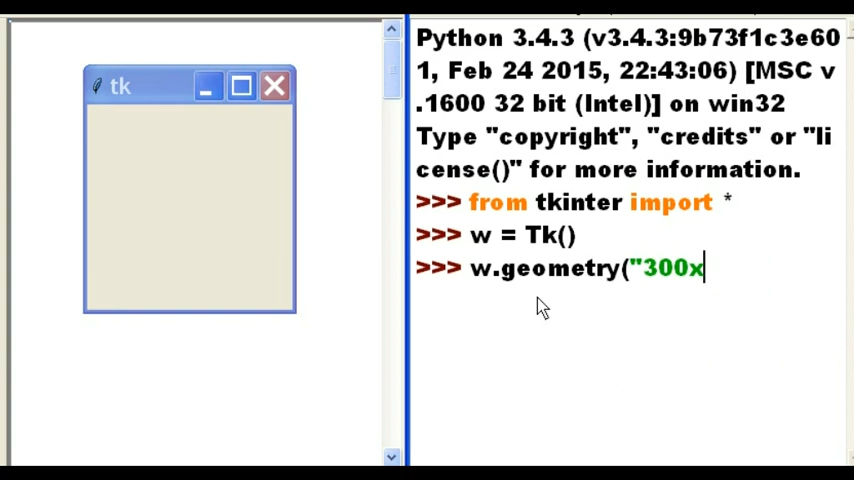 tk
Python 3.4.3 (v3.4.3:9b73f1c3e60
1, Feb 24 2015, 22:43:06) [MSC v
.1600 32 bit (Intel)] on win32
Type "copyright", "credits" or "li
cense()" for more information.
>>> from tkinter import *
>>> w = Tk()
>>> w.geometry("300x